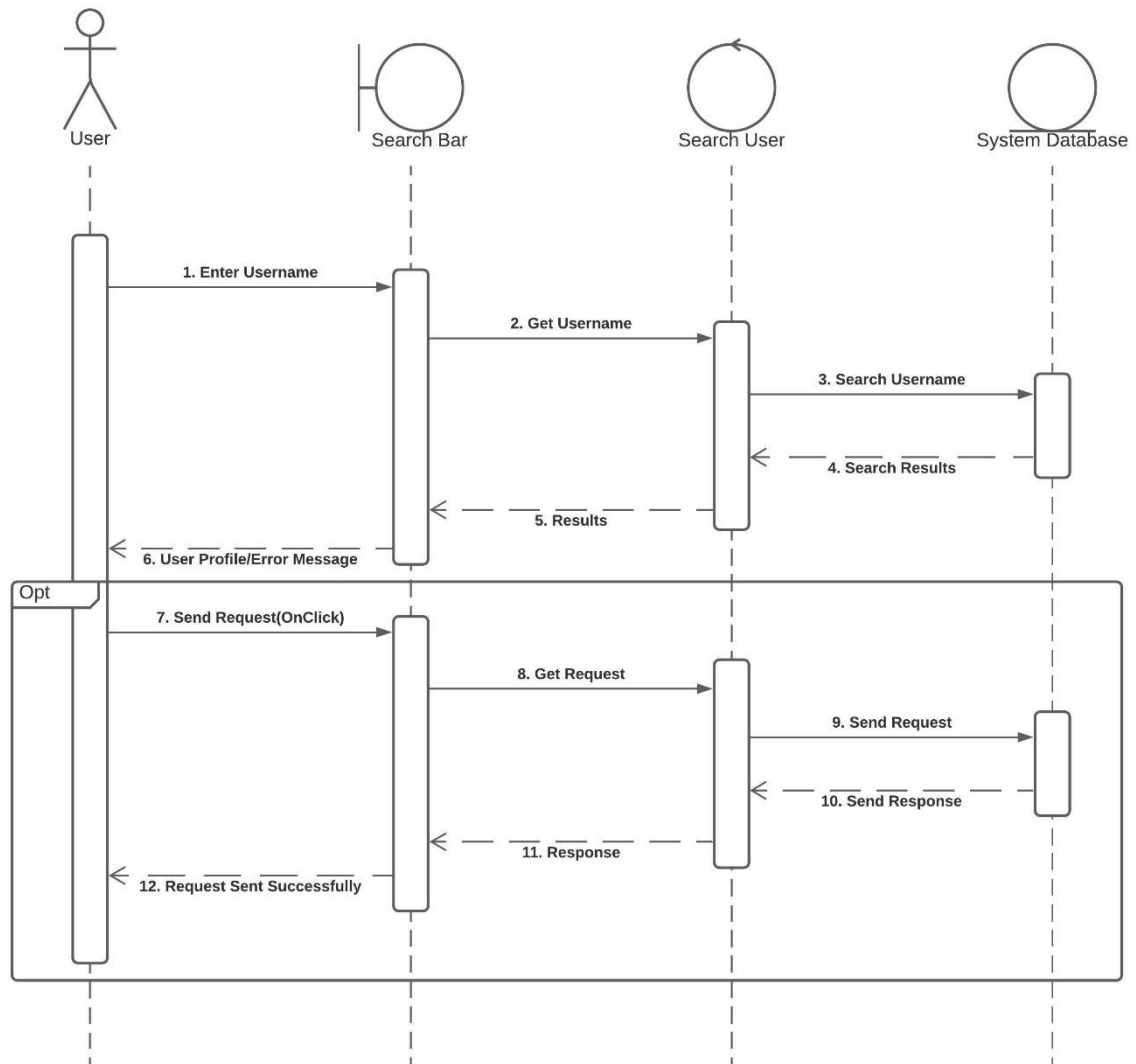 User
Search Bar
Search User
System Database
1. Enter Username
2. Get Username
3. Search Username
4. Search Results
5. Results
6. User Profile/Error Message
Opt
7. Send Request(OnClick)
8. Get Request
9. Send Request
10. Send Response
11. Response
12. Request Sent Successfully